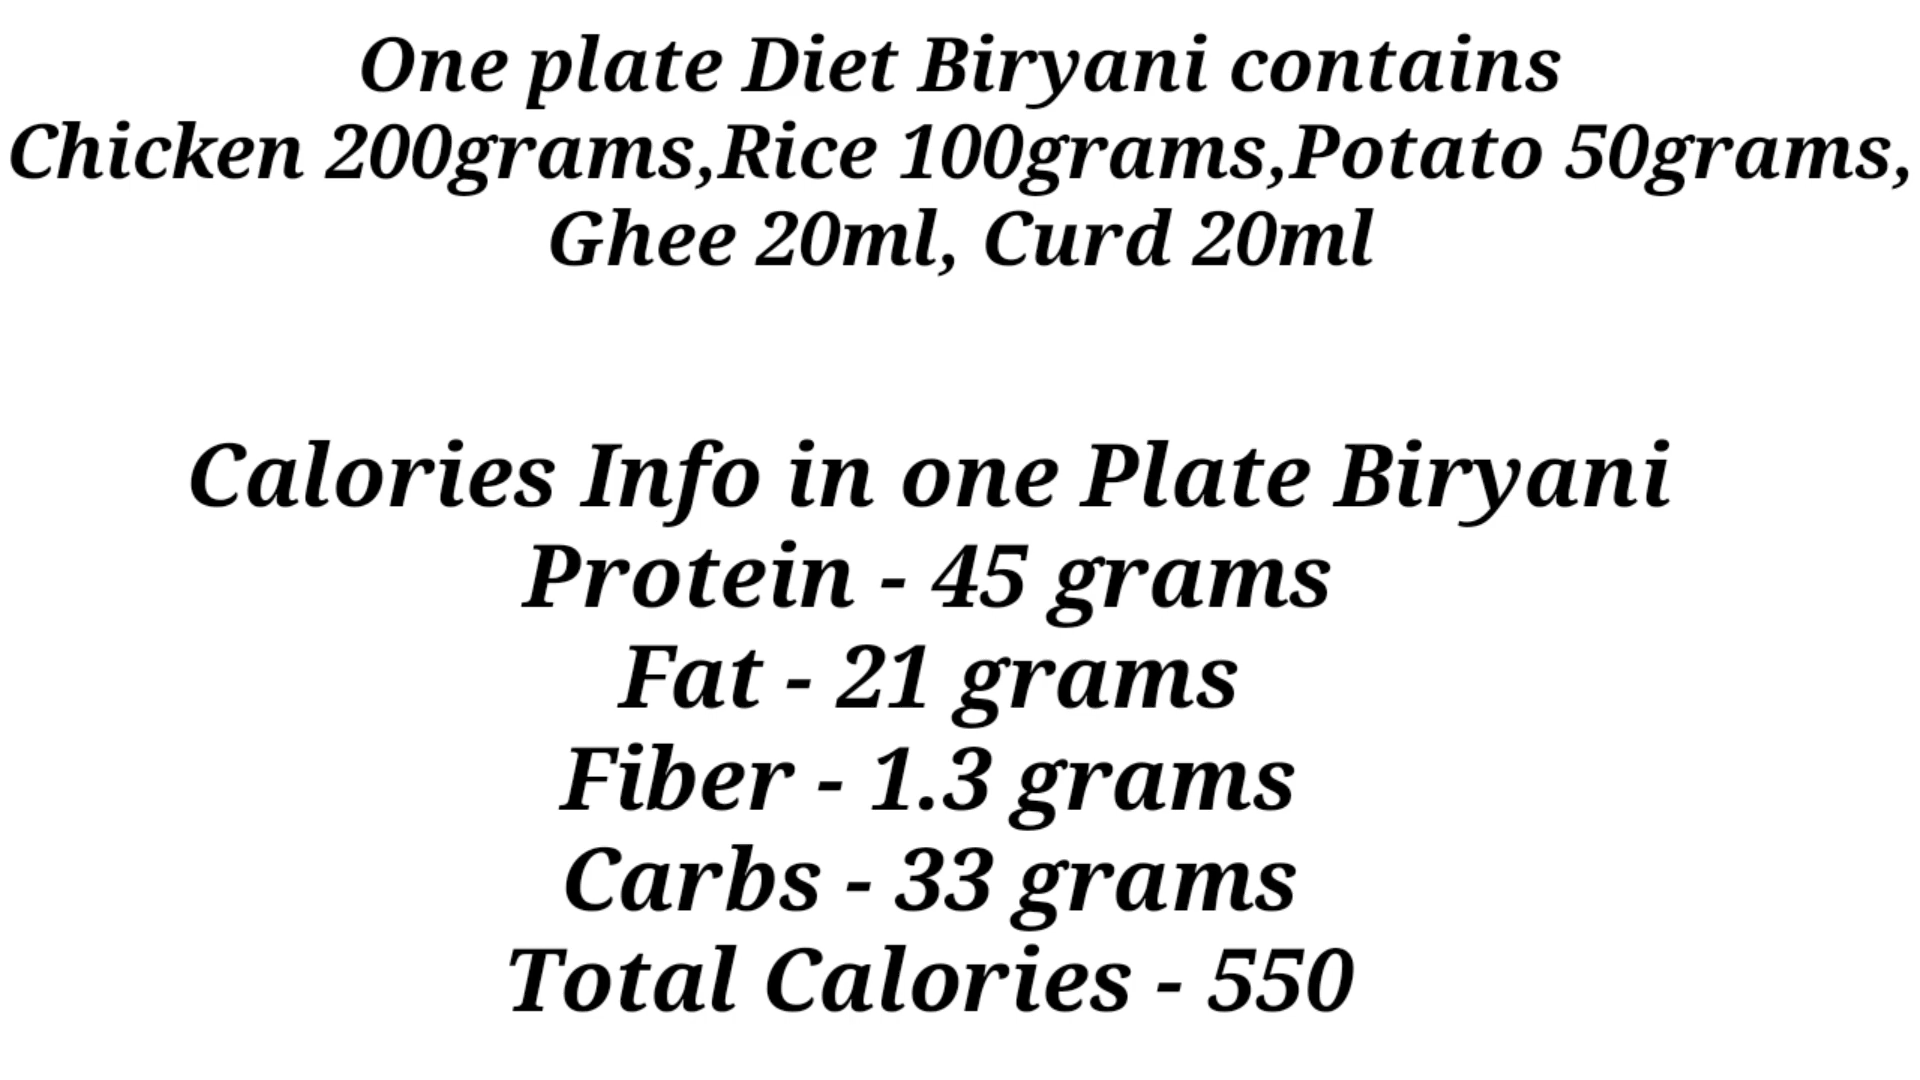 One plate Diet Biryani contains
Chicken 200grams,Rice 100grams,Potato 50grams,
Ghee 20ml, Curd 20ml
Calories Info in one Plate Biryani
Protein - 45 grams
Fat - 21 grams
Fiber - 1.3 grams
Carbs - 33 grams
Total Calories - 550